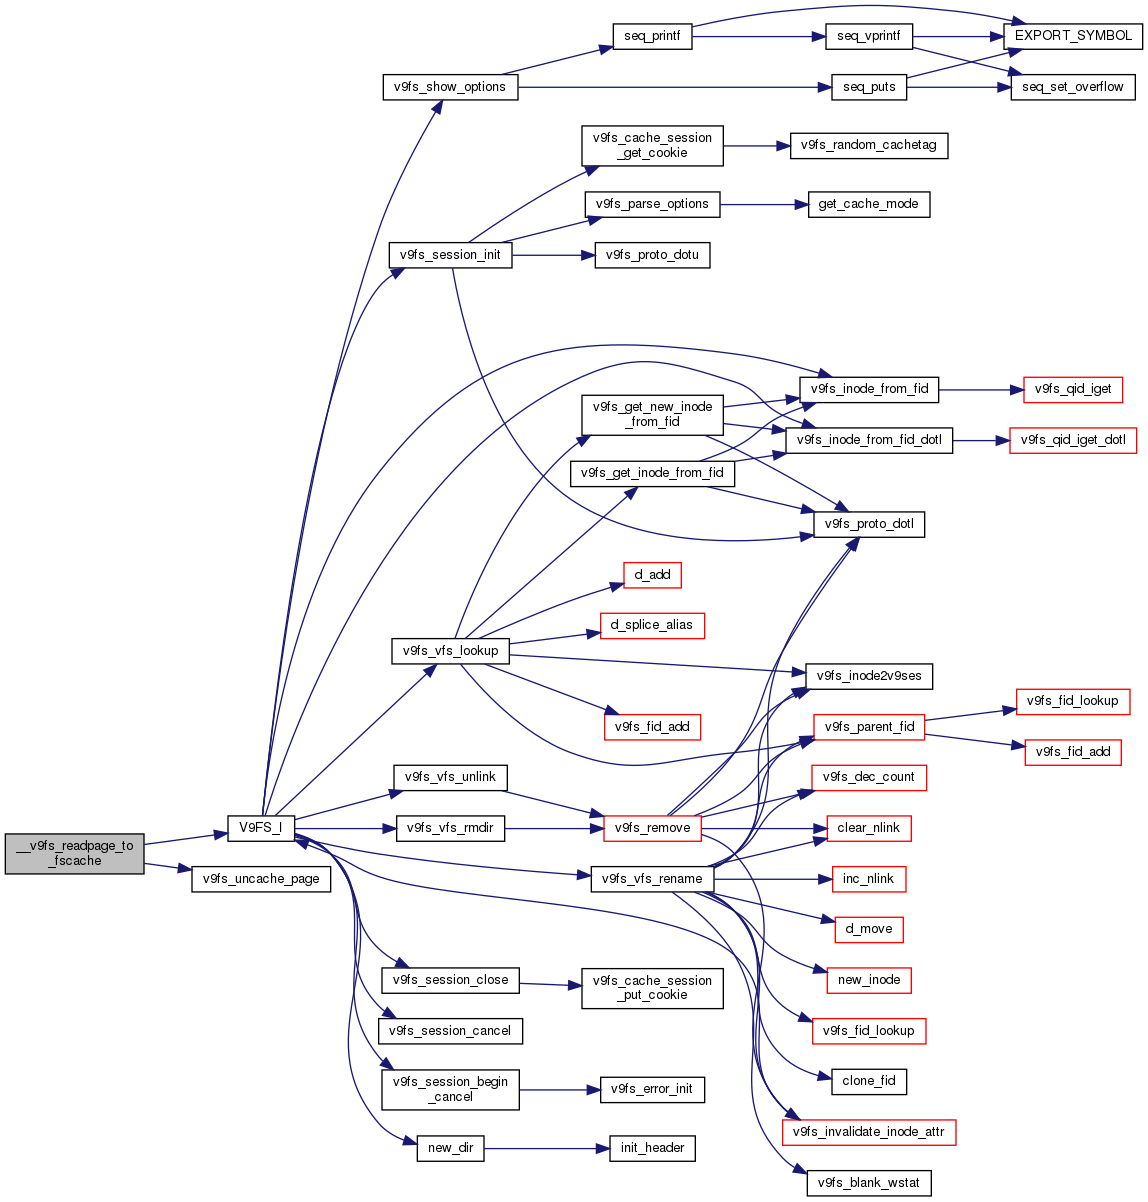 seq_printf
seq_vprintf
EXPORT_SYMBOL
v9fs_show_options
seq_puts
seq_set_overflow
v9fs_cache_session
_get_cookie
v9fs_random_cachetag
v9fs_parse_options
get_cache_mode
v9fs_session_init
v9fs_proto_dotu
v9fs_inode_from_fid
v9fs_qid_iget
v9fs_get_new_inode
_from_fid
v9fs_inode_from_fid_dotl
v9fs_qid_iget_dotl
v9fs_get_inode_from_fid
v9fs_proto_dotl
d_add
d_splice_alias
v9fs_vfs_lookup
v9fs_inode2v9ses
v9fs_fid_add
v9fs_parent_fid
v9fs_fid_lookup
v9fs_fid_add
v9fs_vfs_unlink
v9fs_dec_count
V9FS_I
v9fs_vfs_rmdir
v9fs_remove
clear_nlink
__v9fs_readpage_to
_fscache
v9fs_uncache_page
v9fs_vfs_rename
inc_nlink
d_move
v9fs_session_close
v9fs_cache_session
_put_cookie
new_inode
v9fs_session_cancel
v9fs_fid_lookup
v9fs_session_begin
_cancel
v9fs_error_init
clone_fid
new_dir
init_header
v9fs_invalidate_inode_attr
v9fs_blank_wstat